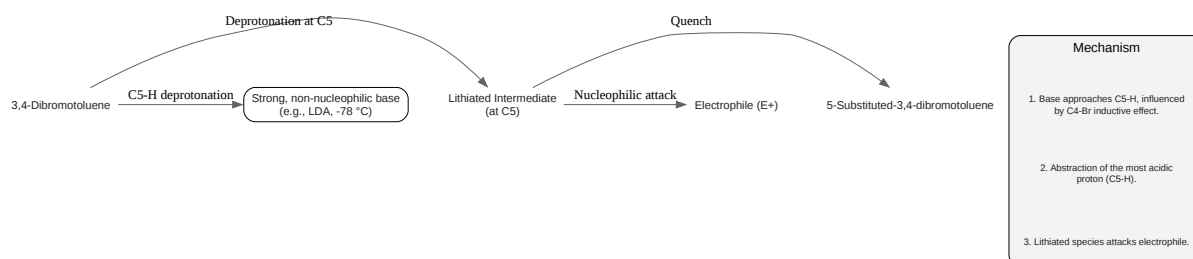 Deprotonation at C5
Quench
Mechanism
3,4-Dibromotoluene
C5-H deprotonation
Strong, non-nucleophilic base
(e.g., LDA, -78 °C)
Lithiated Intermediate
(at C5)
Nucleophilic attack
Electrophile (E+)
5-Substituted-3,4-dibromotoluene
1. Base approaches C5-H, influenced
by C4-Br inductive effect.
2. Abstraction of the most acidic
proton (C5-H).
3. Lithiated species attacks electrophile.